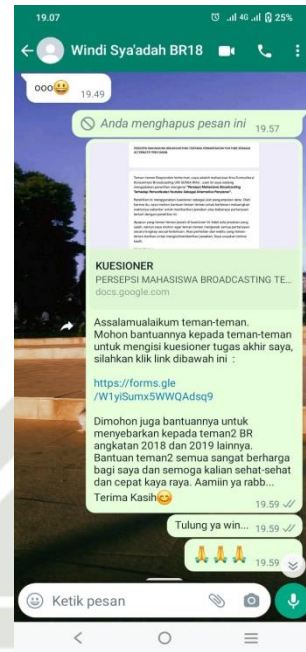 19.07
4G
25%
Windi Sya'adah BR18
ooo
19.49
Anda menghapus pesan ini
19.57
KUESIONER
PERSEPSI MAHASISWA BROADCASTING TE...
docs.google.com
Assalamualaikum teman-teman.
Mohon bantuannya kepada teman-teman
untuk mengisi kuesioner tugas akhir saya,
silahkan klik link dibawah ini :
https://forms.gle
/W1yiSumx5WWQAdsq9
Dimohon juga bantuannya untuk
menyebarkan kepada teman2 BR
angkatan 2018 dan 2019 lainnya.
Bantuan teman2 semua sangat berharga
bagi saya dan semoga kalian sehat-sehat
dan cepat kaya raya. Aamiin ya rabb...
Terima Kasih😊
19.59
Tulung ya win...
19.59
🙏🙏🙏
19.59
Ketik pesan